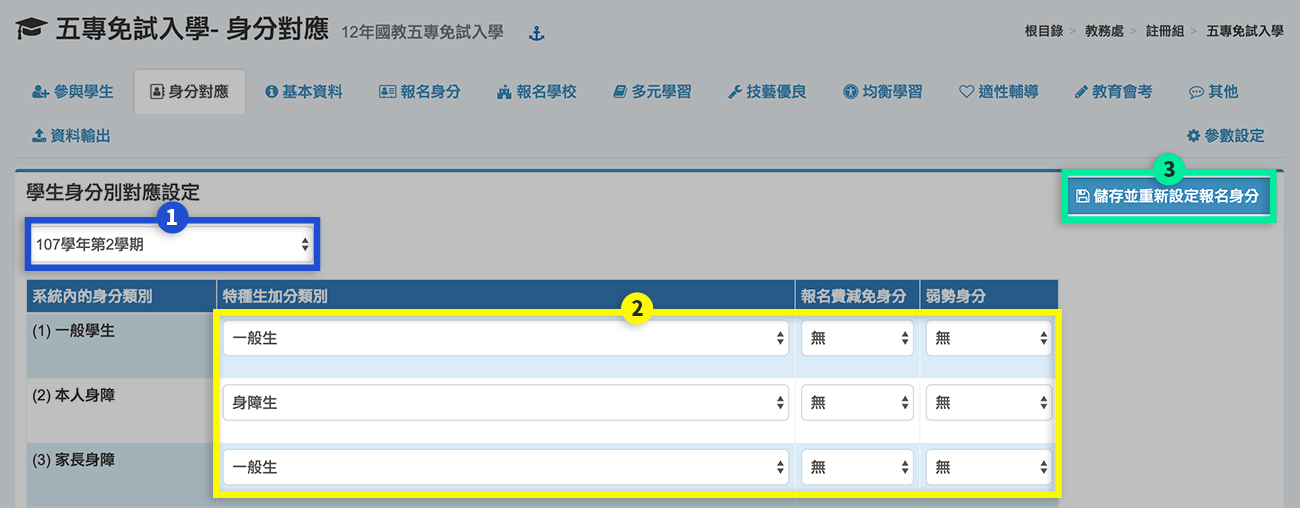 五專免試入學- 身分對應 12年國教五專免試入學
根目錄 > 教務處 > 註冊組 > 五專免試入學
參與學生 身分對應 基本資料 報名身分 報名學校 多元學習 技藝優良 均衡學習 適性輔導 教育會考 其他
資料輸出 參數設定
3
學生身分別對應設定 儲存並重新設定報名身分
1
107學年第2學期
系統內的身分類別 特種生加分類別 報名費減免身分 弱勢身分
2
(1) 一般學生 一般生 無 無
(2) 本人身障 身障生 無 無
(3) 家長身障 一般生 無 無